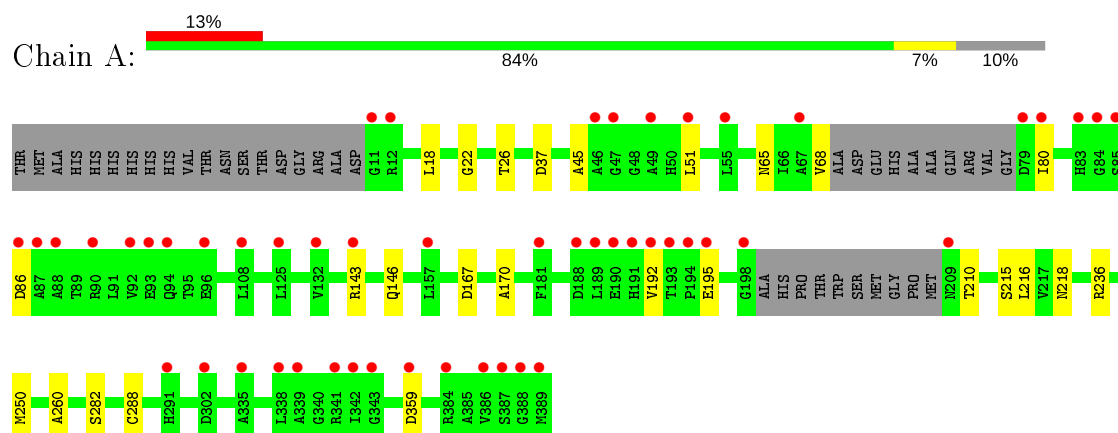 13%
Chain A:
84% 7% 10%
THR MET ALA HIS HIS HIS HIS HIS HIS VAL THR ASN SER THR ASP GLY ARG ALA ASP G11 R12 L18 G22 T26 D37 A45 A46 G47 G48 A49 H50 L51 L55 N65 I66 A67 V68 ALA ASP GLU HIS ALA ALA GLN ARG VAL GLY D79 I80 H83 G84 S85
D86 A87 A88 T89 R90 L91 V92 E93 Q94 T95 E96 L108 L125 V132 R143 Q146 L157 D167 A170 F181 D188 L189 E190 H191 V192 T193 P194 E195 G198 ALA HIS PRO THR TRP SER MET GLY PRO MET N209 T210 S215 L216 V217 N218 R236
M250 A260 S282 C288 H291 D302 A335 L338 A339 G340 R341 I342 G343 D359 R384 A385 V386 S387 G388 M389